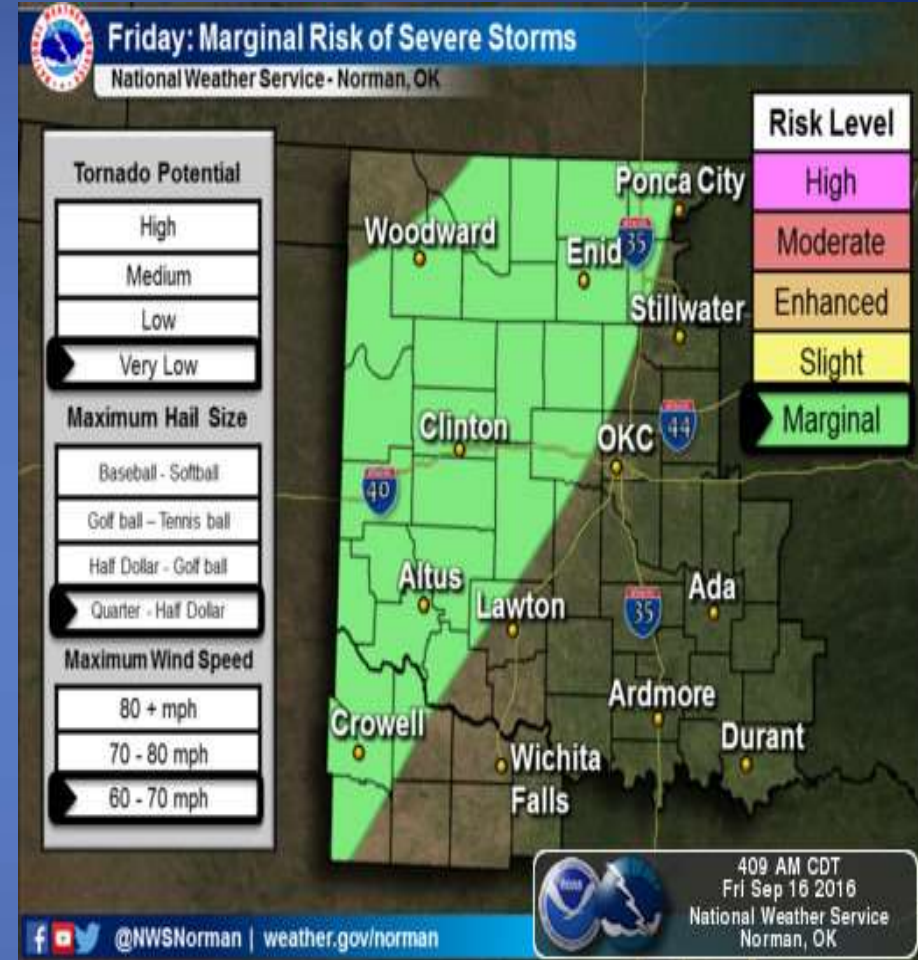 Friday: Marginal Risk of Severe Storms
National Weather Service - Norman, OK
Tornado Potential
High
Medium
Low
Very Low
Maximum Hail Size
Baseball - Softball
Golf ball – Tennis ball
Half Dollar - Golf ball
Quarter - Half Dollar
Maximum Wind Speed
80 + mph
70 - 80 mph
60 - 70 mph
Risk Level
High
Moderate
Enhanced
Slight
Marginal
Ponca City
Woodward
Enid
35
Stillwater
Clinton
OKC
44
40
Altus
Lawton
35
Ada
Ardmore
Crowell
Durant
Wichita
Falls
409 AM CDT
Fri Sep 16 2016
National Weather Service
Norman, OK
@NWSNorman | weather.gov/norman